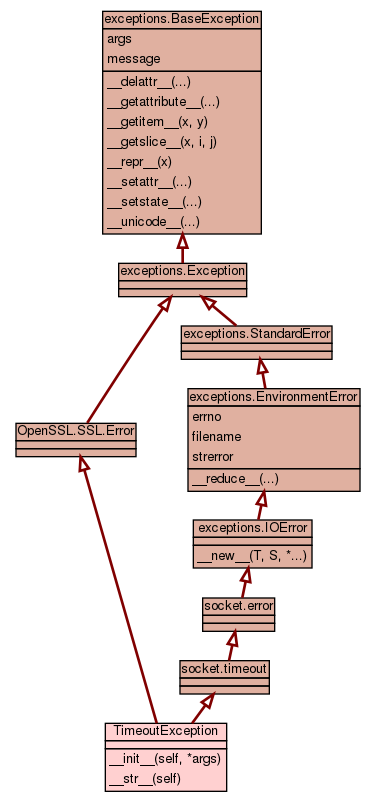 exceptions.BaseException
args
message
__delattr__(...)
__getattribute__(...)
__getitem__(x, y)
__getslice__(x, i, j)
__repr__(x)
__setattr__(...)
__setstate__(...)
__unicode__(...)
exceptions.Exception
exceptions.StandardError
exceptions.EnvironmentError
errno
filename
strerror
__reduce__(...)
OpenSSL.SSL.Error
exceptions.IOError
__new__(T, S, *...)
socket.error
socket.timeout
TimeoutException
__init__(self, *args)
__str__(self)